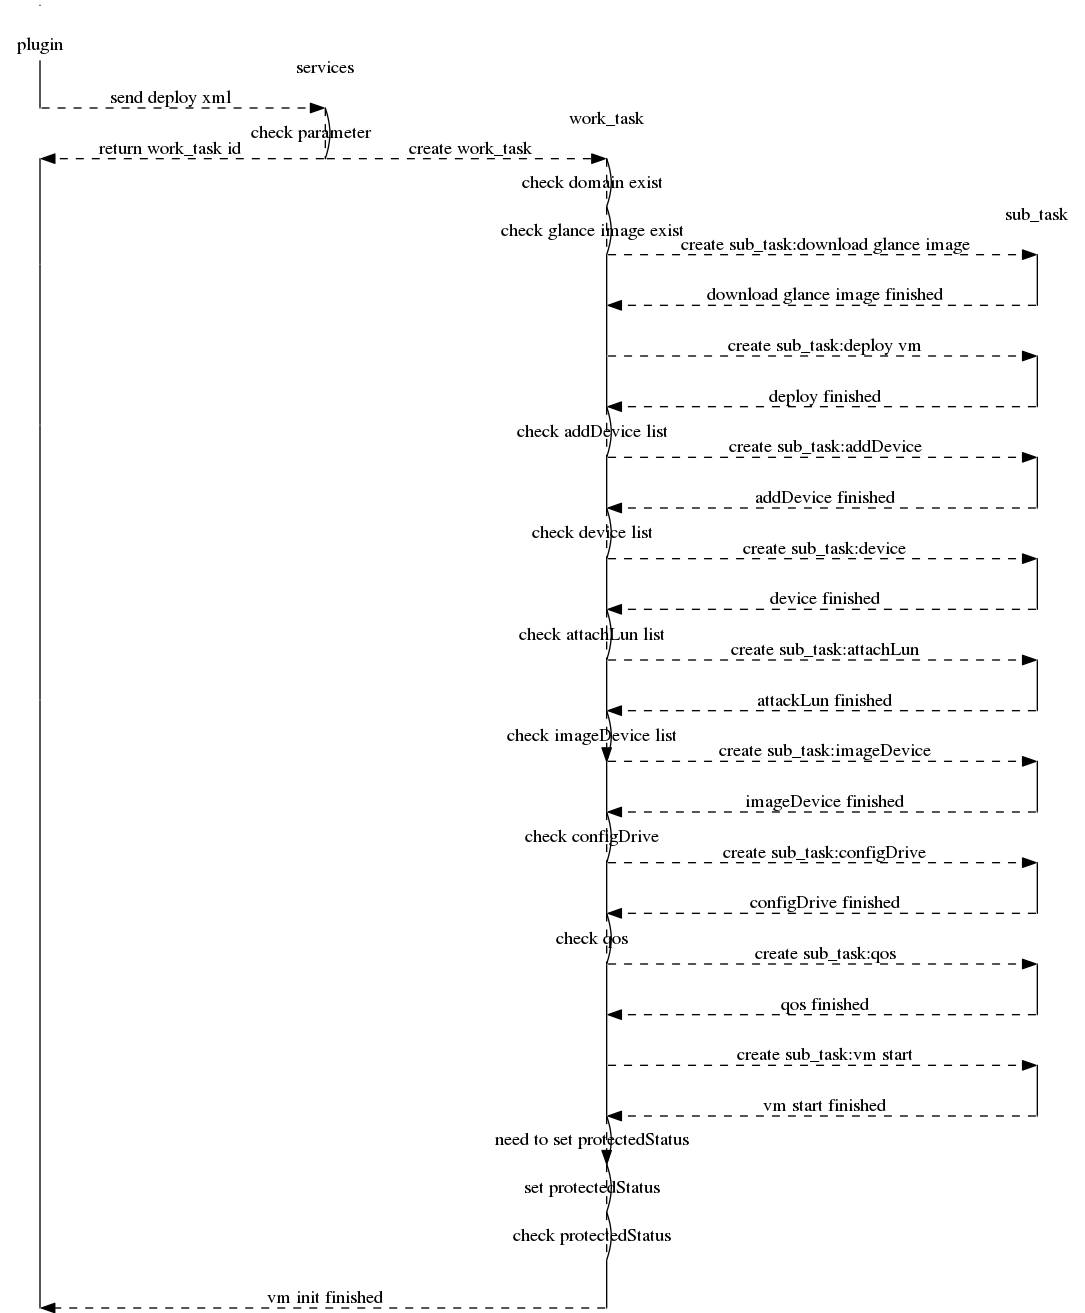 plugin
services
send deploy xml
work_task
check parameter
return work_task id
create work_task
check domain exist
sub_task
check glance image exist
create sub_task:download glance image
download glance image finished
create sub_task:deploy vm
deploy finished
check addDevice list
create sub_task:addDevice
addDevice finished
check device list
create sub_task:device
device finished
check attachLun list
create sub_task:attachLun
attackLun finished
check imageDevice list
create sub_task:imageDevice
imageDevice finished
check configDrive
create sub_task:configDrive
configDrive finished
check qos
create sub_task:qos
qos finished
create sub_task:vm start
vm start finished
need to set protectedStatus
set protectedStatus
check protectedStatus
vm init finished